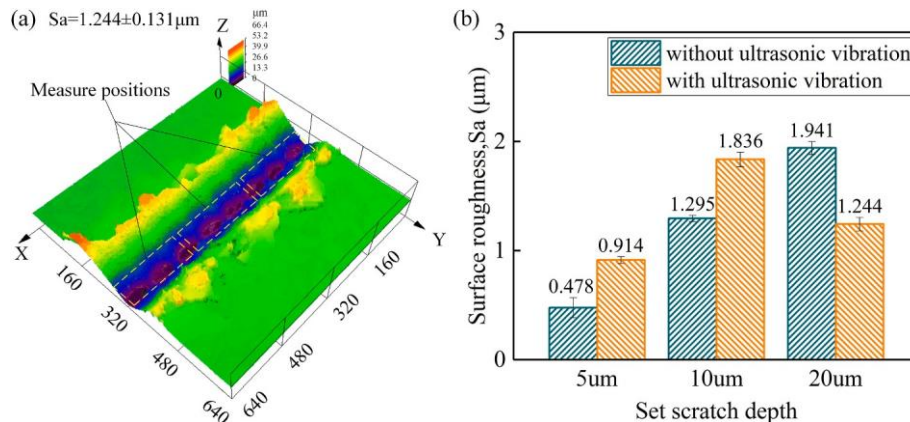 (a) Sa=1.244±0.131μm
Z
μm
66.4
53.2
39.9
26.6
13.3
0
0
Measure positions
X
Y
160
320
480
640
160
320
480
640
(b)
Surface roughness,Sa (μm)
3
2
1
0
without ultrasonic vibration
with ultrasonic vibration
0.478
0.914
1.295
1.836
1.941
1.244
5um
10um
20um
Set scratch depth